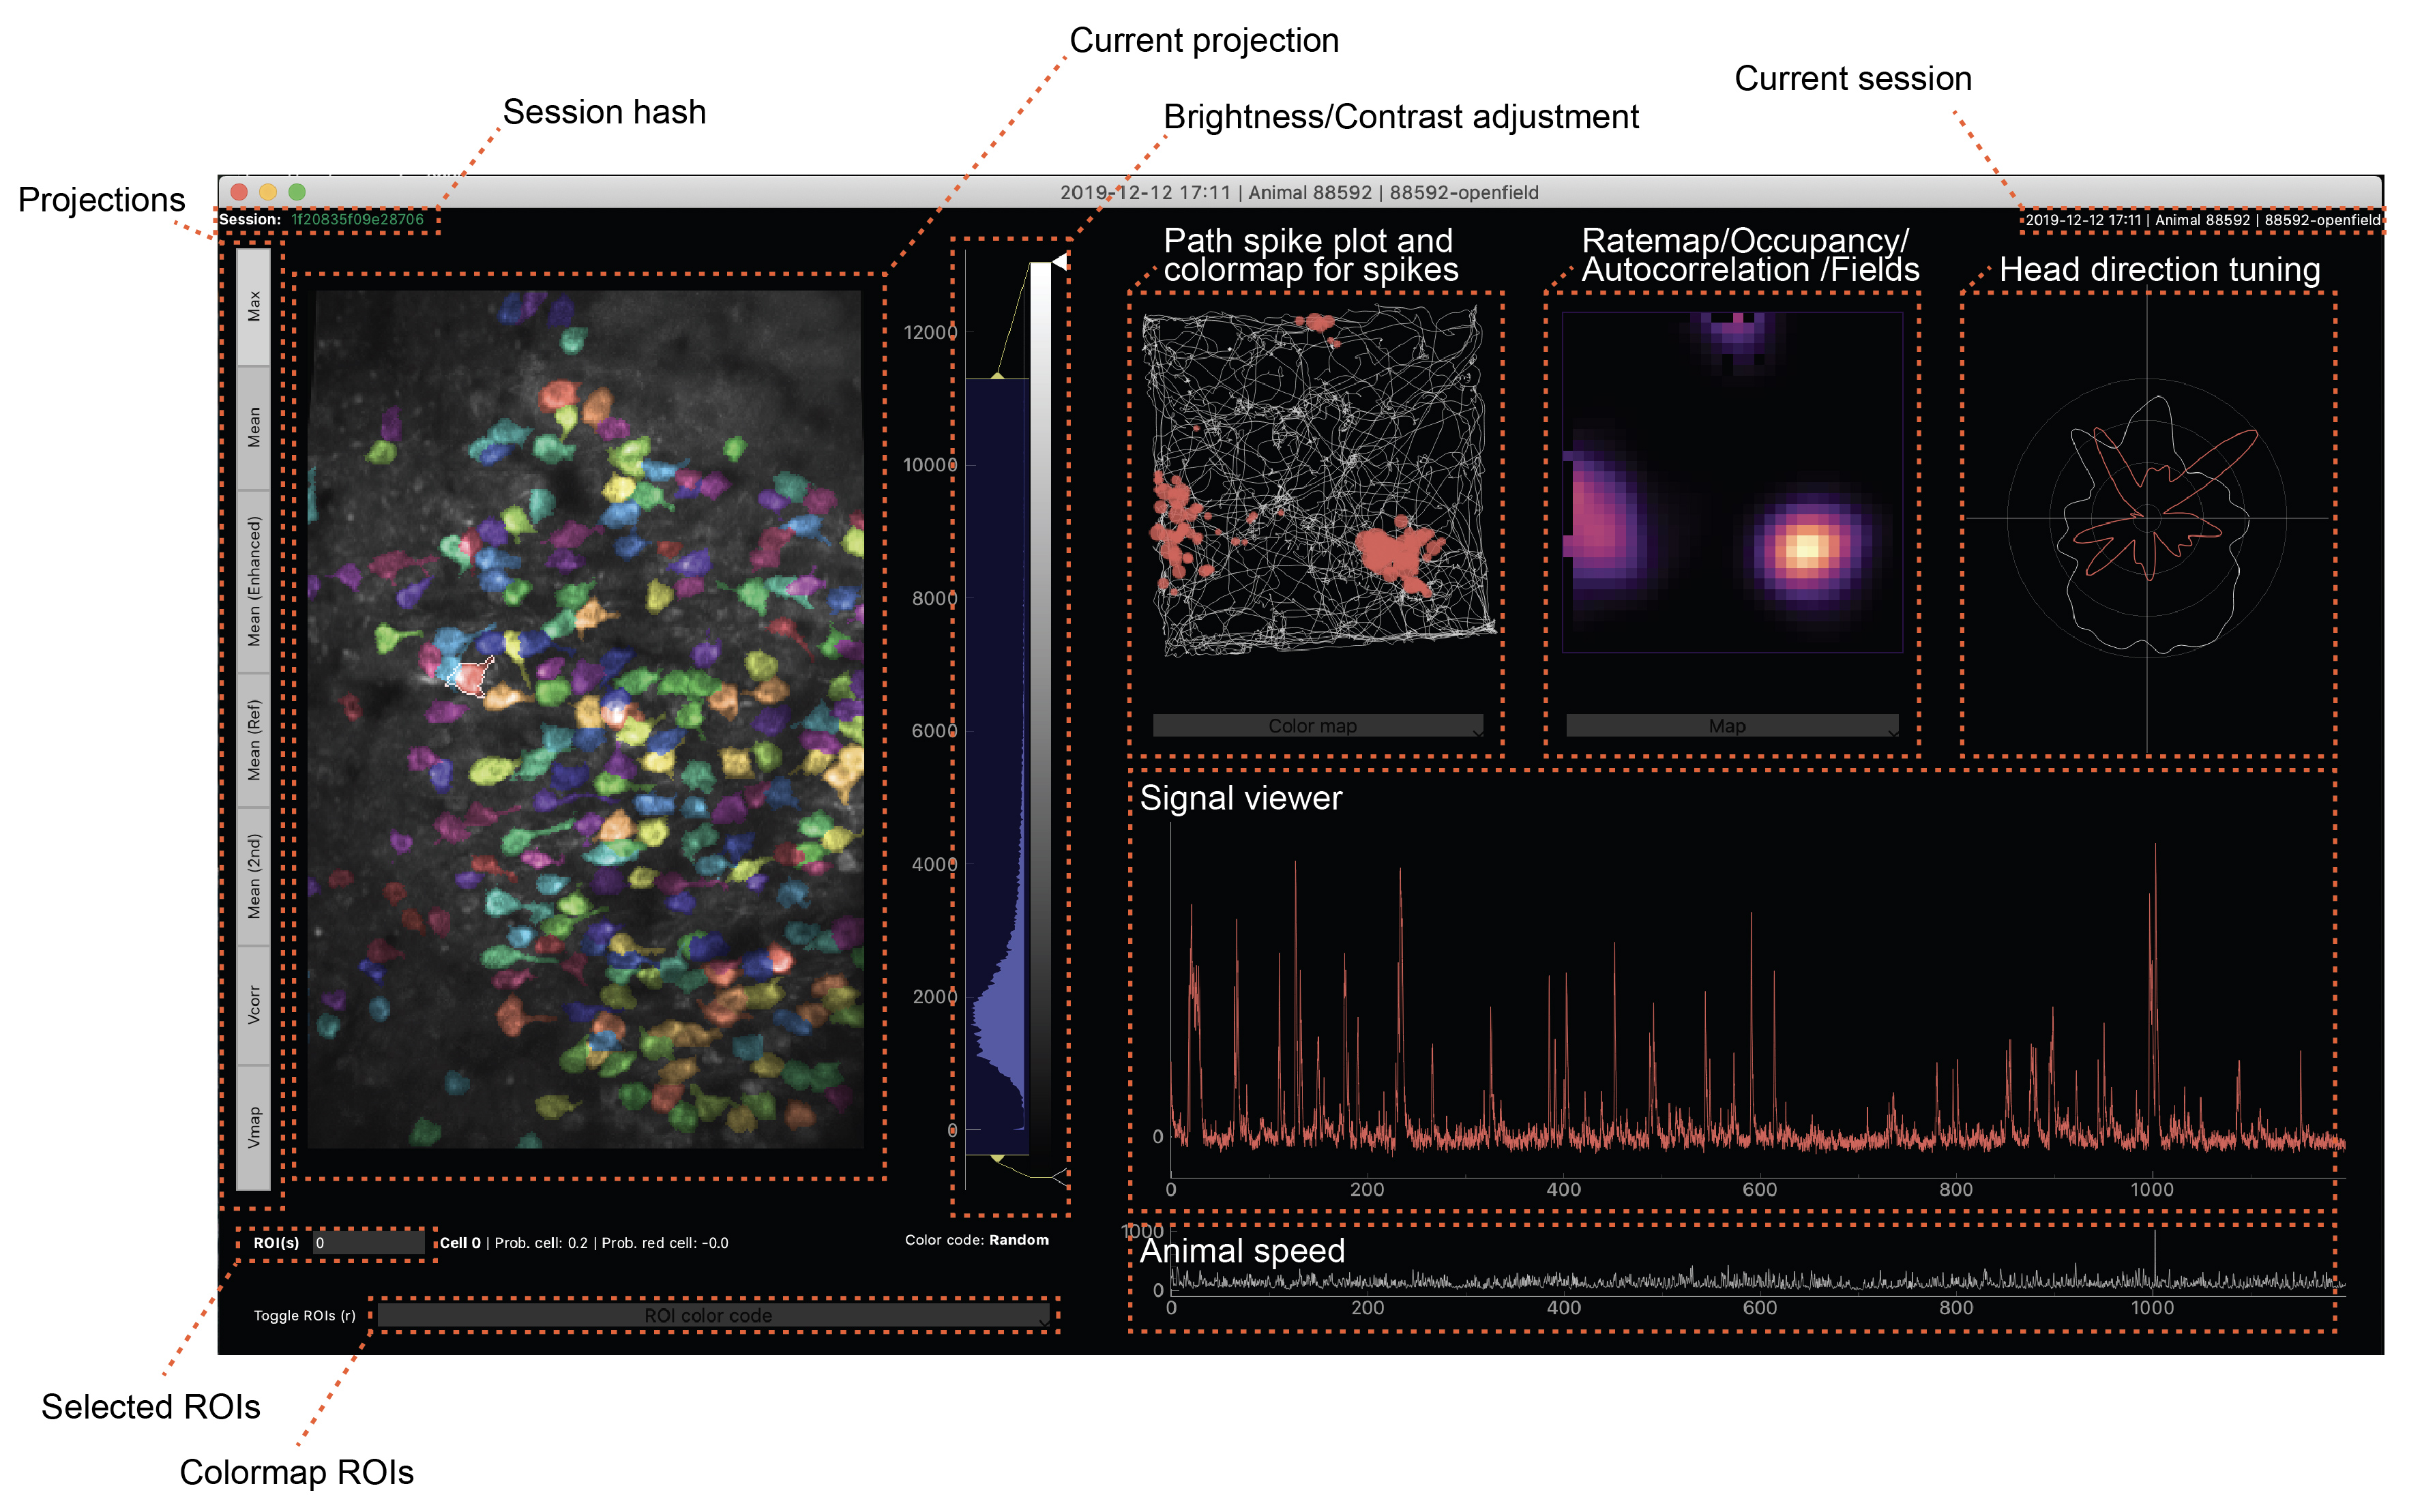 Current projection
Current session
Session hash
Brightness/Contrast adjustment
Projections
2019-12-12 17:11 | Animal 88592 | 88592-openfield
Session: 1f20835f09e28706
2019-12-12 17:11 | Animal 88592 | 88592-openfield
Path spike plot and
colormap for spikes
Ratemap/Occupancy/
Autocorrelation /Fields
Head direction tuning
Max
Mean
Mean (Enhanced)
Mean (Ref)
Mean (2nd)
Vcorr
Vmap
12000
10000
8000
6000
4000
2000
0
Color map
Map
Signal viewer
0
0 200 400 600 800 1000
1000
Animal speed
0
0 200 400 600 800 1000
ROI(s) 0 Cell 0 | Prob. cell: 0.2 | Prob. red cell: -0.0
Color code: Random
Toggle ROIs (r) ROI color code
Selected ROIs
Colormap ROIs